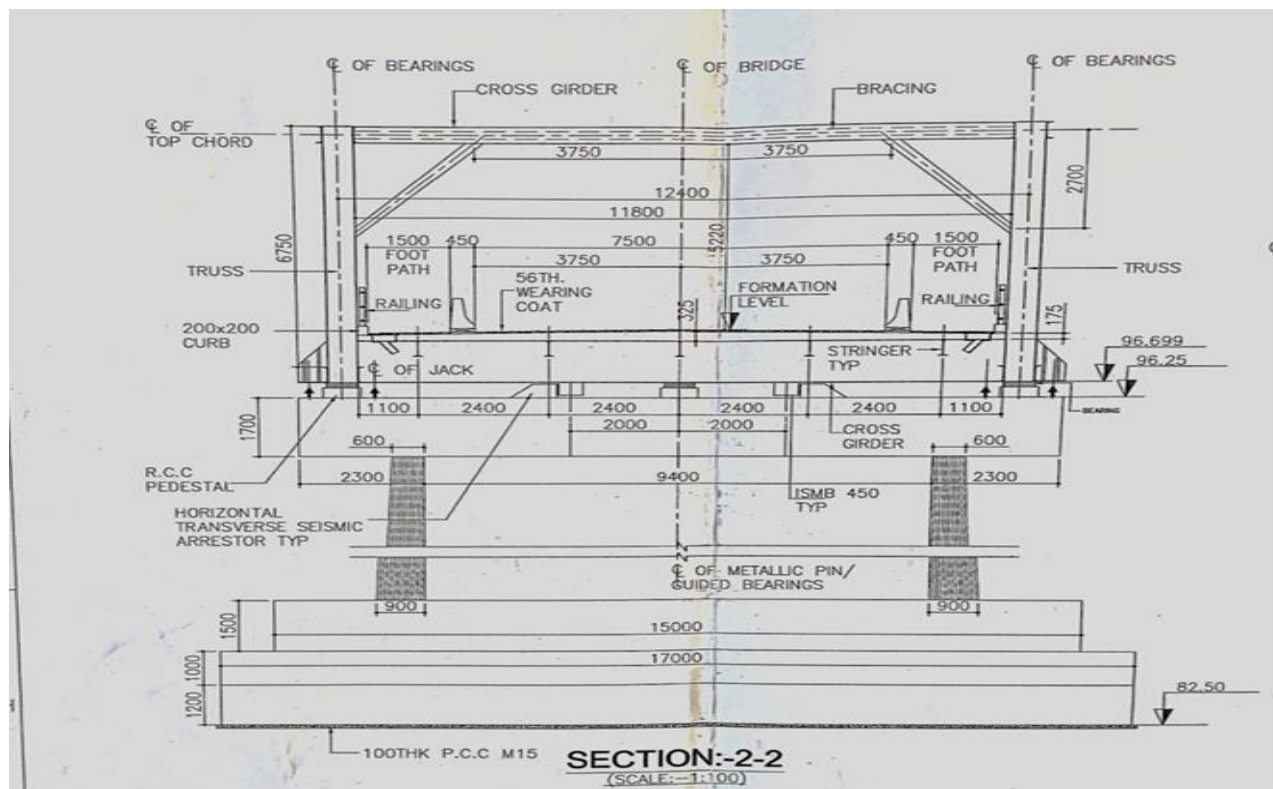 ℄ OF BEARINGS
℄ OF BRIDGE
℄ OF BEARINGS
CROSS GIRDER
BRACING
℄ OF
TOP CHORD
3750
3750
2700
12400
11800
6750
5220
1500
450
7500
450
1500
FOOT
PATH
FOOT
PATH
3750
3750
TRUSS
TRUSS
56TH.
WEARING
COAT
FORMATION
LEVEL
RAILING
RAILING
325
175
200x200
CURB
STRINGER
TYP
96.699
96.25
℄ OF JACK
BEARING
1100
2400
2400
2400
2400
1100
2000
2000
CROSS
GIRDER
1700
600
600
R.C.C
PEDESTAL
2300
9400
2300
ISMB 450
TYP
HORIZONTAL
TRANSVERSE SEISMIC
ARRESTOR TYP
22
℄ OF METALLIC PIN/
GUIDED BEARINGS
900
900
1500
15000
17000
1000
1200
82.50
100THK P.C.C M15
SECTION:-2-2
(SCALE:-1:100)